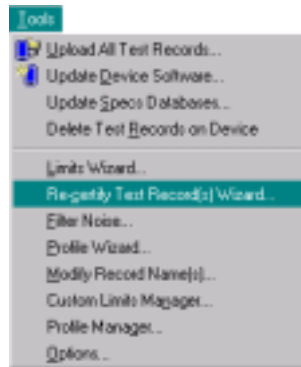 Tools
Upload All Test Records...
Update Device Software...
Update Specs Databases...
Delete Test Records on Device
Limits Wizard...
Re-certify Test Record(s) Wizard...
Filter Noise...
Profile Wizard...
Modify Record Name(s)...
Custom Limits Manager...
Profile Manager...
Options...